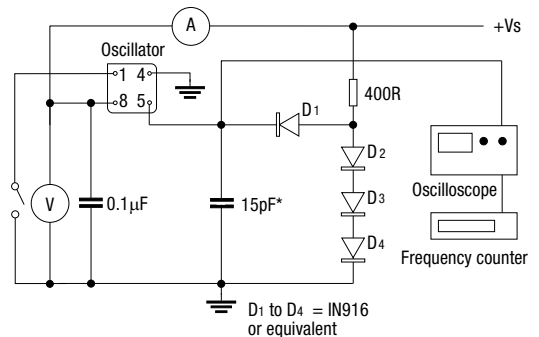 A
+Vs
Oscillator
1 4
8 5
400R
D1
D2
V
0.1µF
15pF*
D3
D4
Oscilloscope
Frequency counter
D1 to D4 = IN916
or equivalent